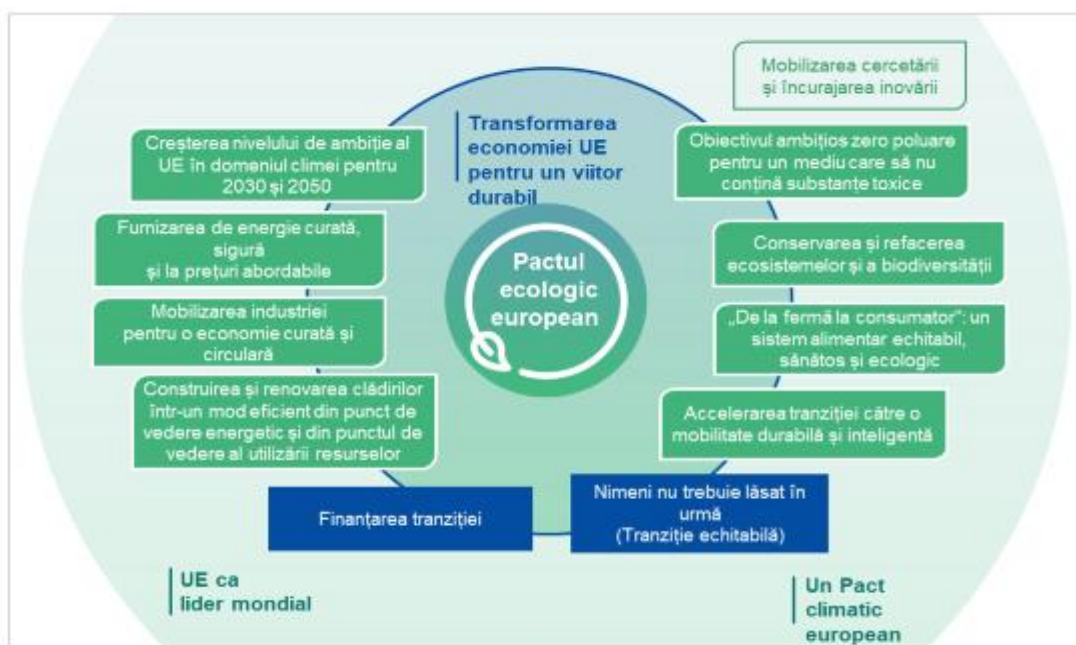 Mobilizarea cercetării
și încurajarea inovării
Transformarea
economiei UE
pentru un viitor
durabil
Creșterea nivelului de ambiție al
UE în domeniul climei pentru
2030 și 2050
Furnizarea de energie curată,
sigură
și la prețuri abordabile
Mobilizarea industriei
pentru o economie curată și
circulară
Construirea și renovarea clădirilor
într-un mod eficient din punct de
vedere energetic și din punctul de
vedere al utilizării resurselor
Pactul
ecologic
european
Obiectivul ambițios zero poluare
pentru un mediu care să nu
conțină substanțe toxice
Conservarea și refacerea
ecosistemelor și a biodiversității
„De la fermă la consumator”: un
sistem alimentar echitabil,
sănătos și ecologic
Accelerarea tranziției către o
mobilitate durabilă și inteligentă
Finanțarea tranziției
Nimeni nu trebuie lăsat în
urmă
(Tranziție echitabilă)
UE ca
lider mondial
Un Pact
climatic
european